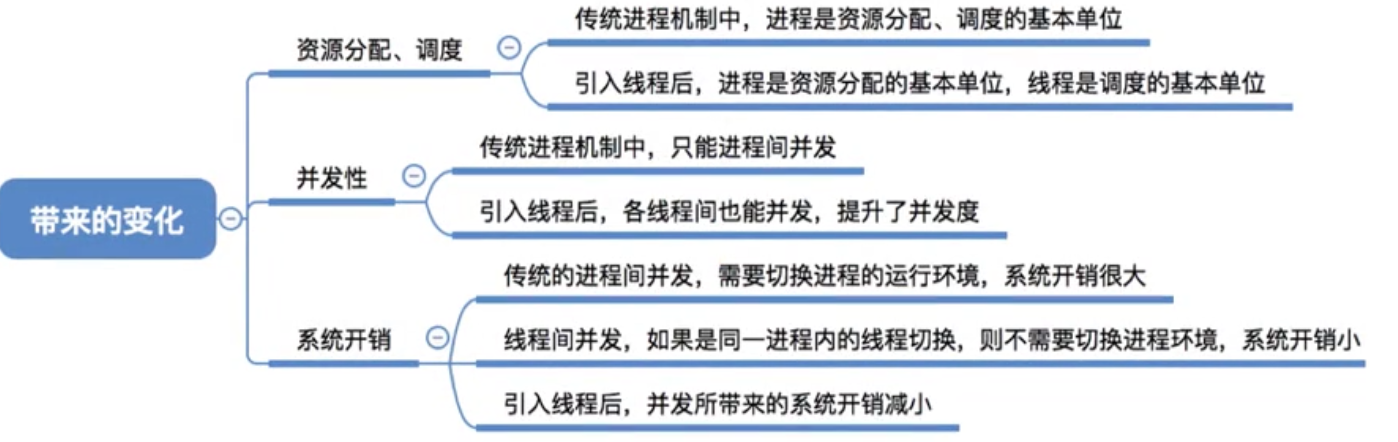 带来的变化
资源分配、调度
传统进程机制中，进程是资源分配、调度的基本单位
引入线程后，进程是资源分配的基本单位，线程是调度的基本单位
并发性
传统进程机制中，只能进程间并发
引入线程后，各线程间也能并发，提升了并发度
系统开销
传统的进程间并发，需要切换进程的运行环境，系统开销很大
线程间并发，如果是同一进程内的线程切换，则不需要切换进程环境，系统开销小
引入线程后，并发所带来的系统开销减小